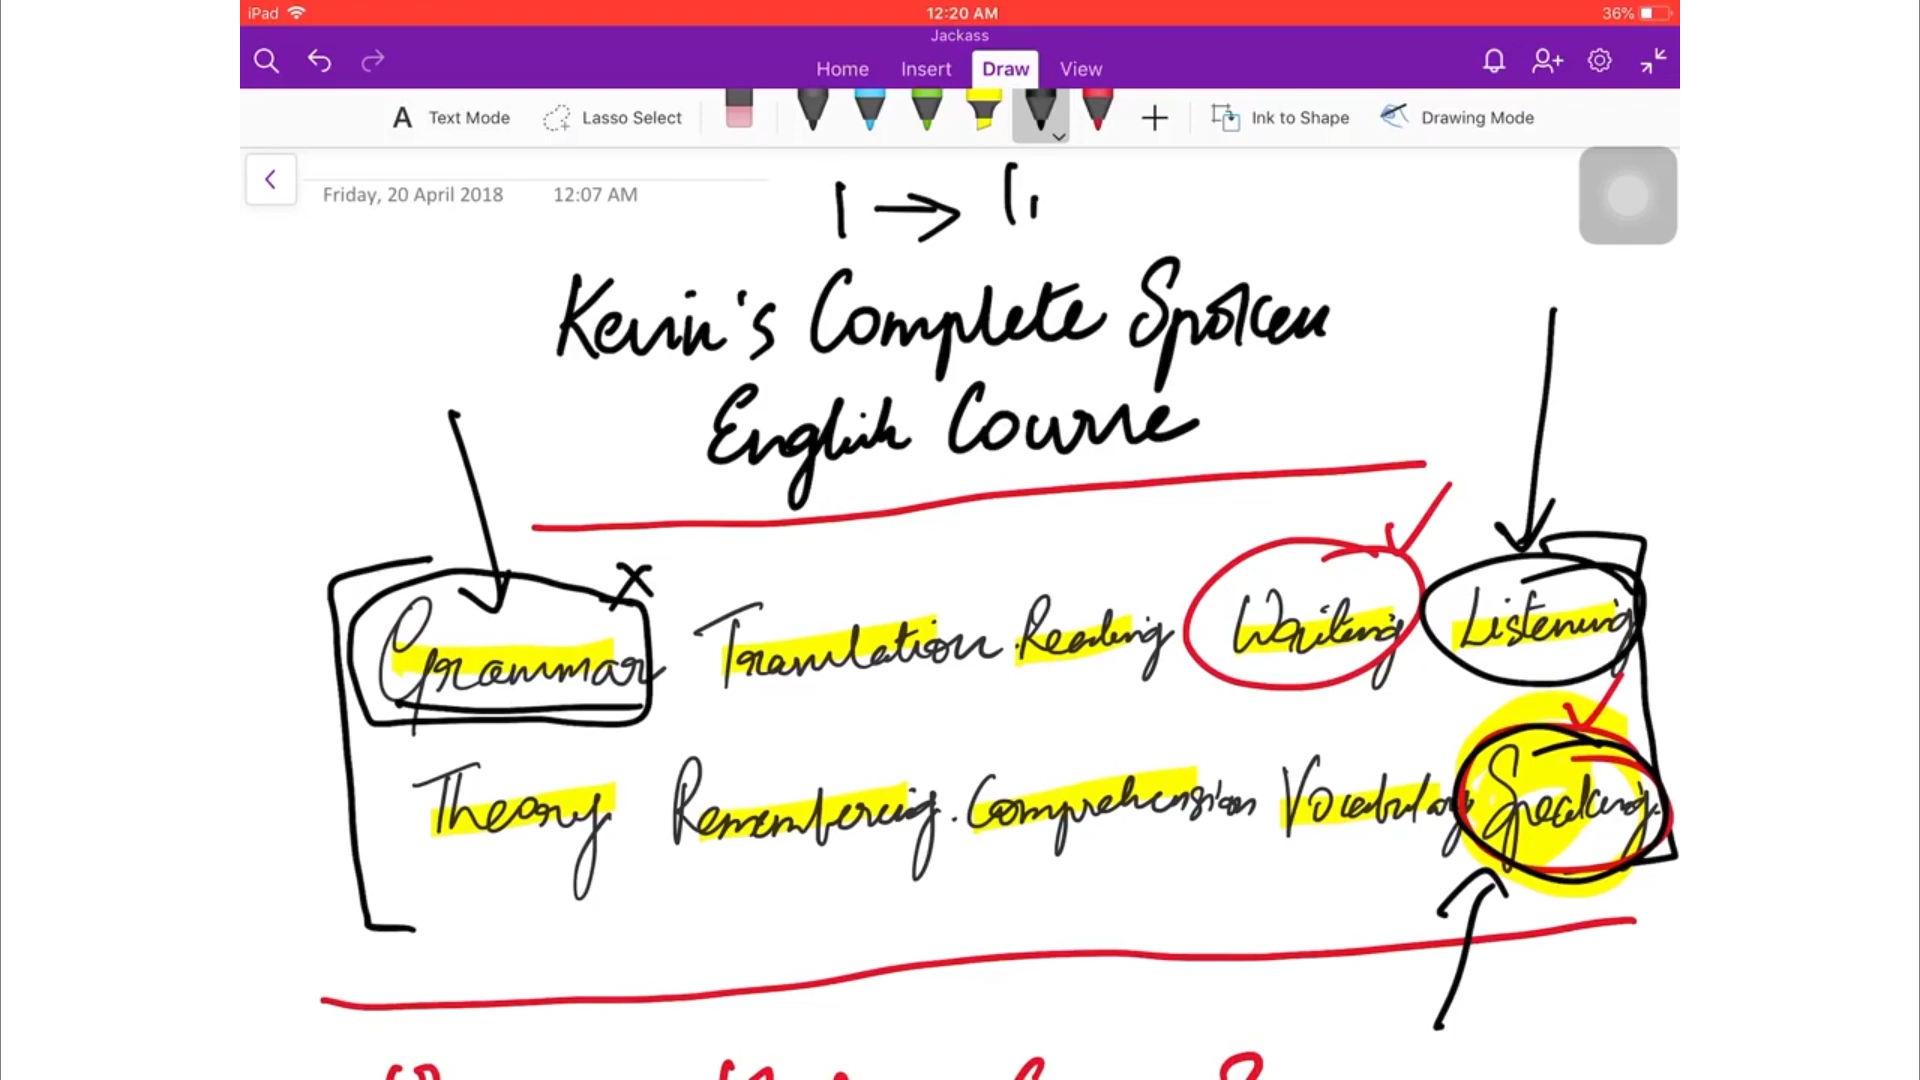 iPad 12:20 AM 36%
Jackass
Home Insert Draw View
A Text Mode Lasso Select Ink to Shape Drawing Mode
Friday, 20 April 2018 12:07 AM
Kevin's Complete Spoken
English Course
Grammar Translation Reading Writing Listening
Theory Remembering Comprehension Vocabulary Speaking